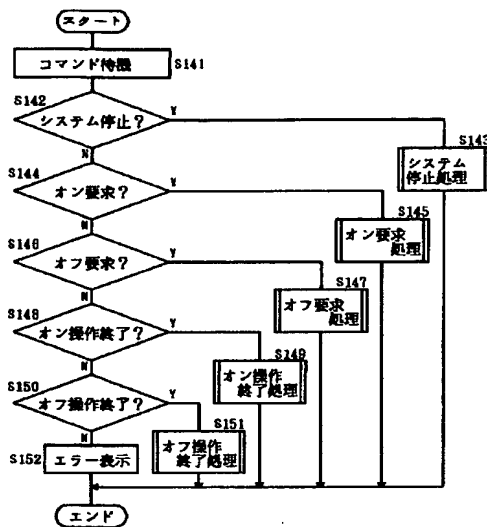 スタート
コマンド待機 S141
S142
システム停止? Y
N
S143
システム
停止処理
S144
オン要求? Y
N
S145
オン要求
処理
S146
オフ要求? Y
N
S147
オフ要求
処理
S148
オン操作終了? Y
N
S149
オン操作
終了処理
S150
オフ操作終了? Y
N
S151
オフ操作
終了処理
S152 エラー表示
エンド